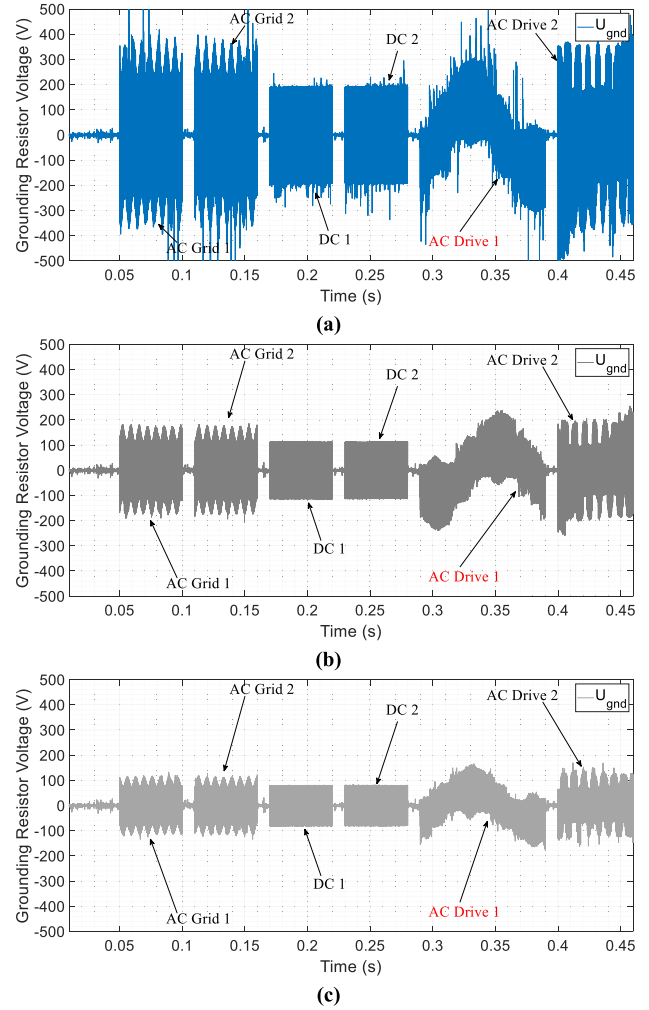 AC Grid 2
500
400
300
200
100
0
-100
-200
-300
-400
-500
Grounding Resistor Voltage (V)
DC 2
AC Drive 2
U gnd
AC Grid 1
DC 1
AC Drive 1
0.05 0.1 0.15 0.2 0.25 0.3 0.35 0.4 0.45
Time (s)
(a)
500
400
300
200
100
0
-100
-200
-300
-400
-500
Grounding Resistor Voltage (V)
AC Grid 2
DC 2
AC Drive 2
U gnd
AC Grid 1
DC 1
AC Drive 1
0.05 0.1 0.15 0.2 0.25 0.3 0.35 0.4 0.45
Time (s)
(b)
500
400
300
200
100
0
-100
-200
-300
-400
-500
Grounding Resistor Voltage (V)
AC Grid 2
DC 2
AC Drive 2
U gnd
AC Grid 1
DC 1
AC Drive 1
0.05 0.1 0.15 0.2 0.25 0.3 0.35 0.4 0.45
Time (s)
(c)